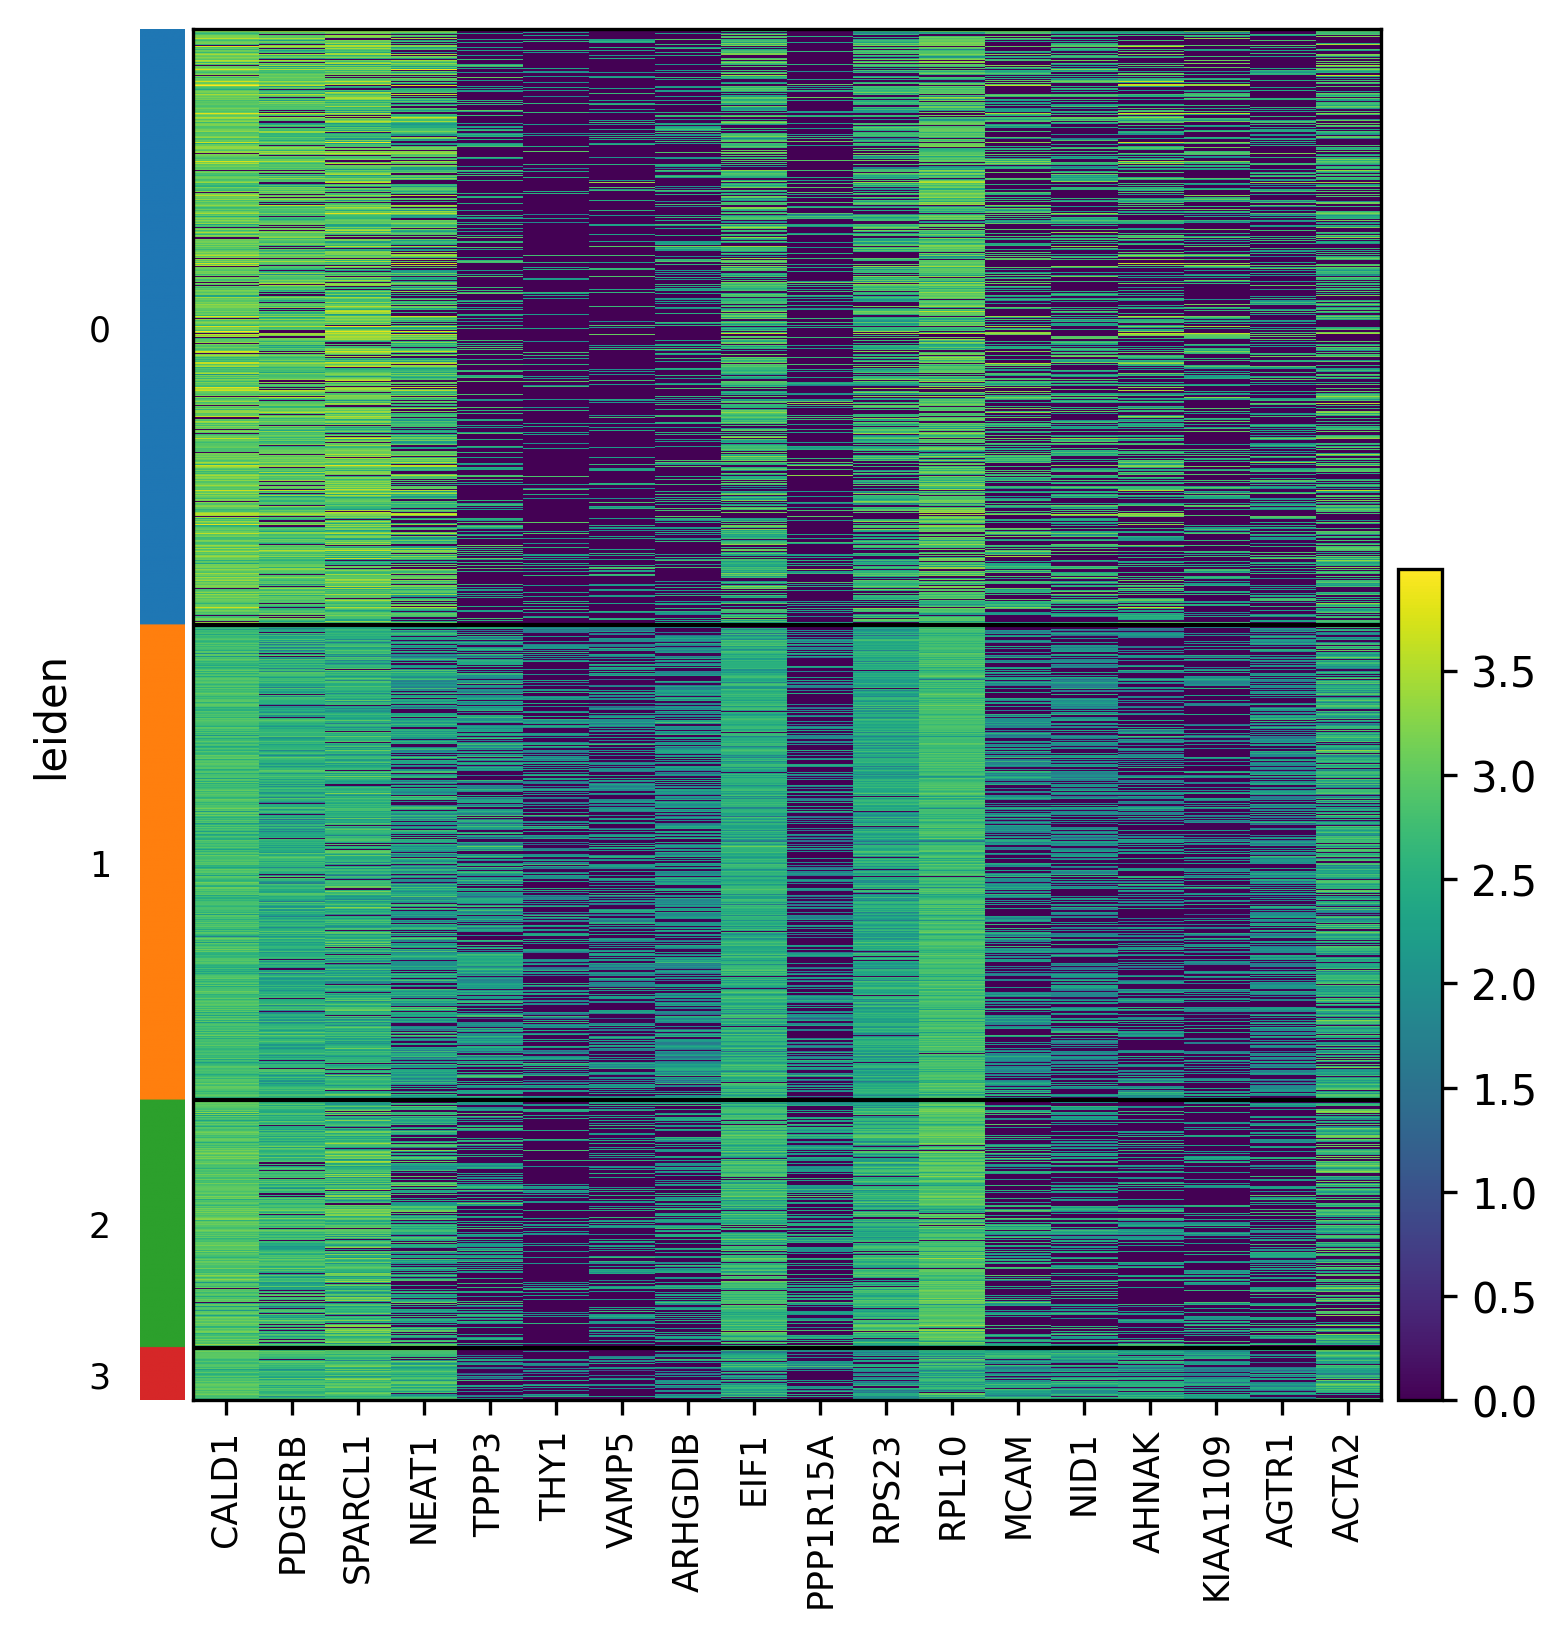 leiden
0
1
2
3
3.5
3.0
2.5
2.0
1.5
1.0
0.5
0.0
CALD1
PDGFRB
SPARCL1
NEAT1
TPPP3
THY1
VAMP5
ARHGDIB
EIF1
PPP1R15A
RPS23
RPL10
MCAM
NID1
AHNAK
KIAA1109
AGTR1
ACTA2